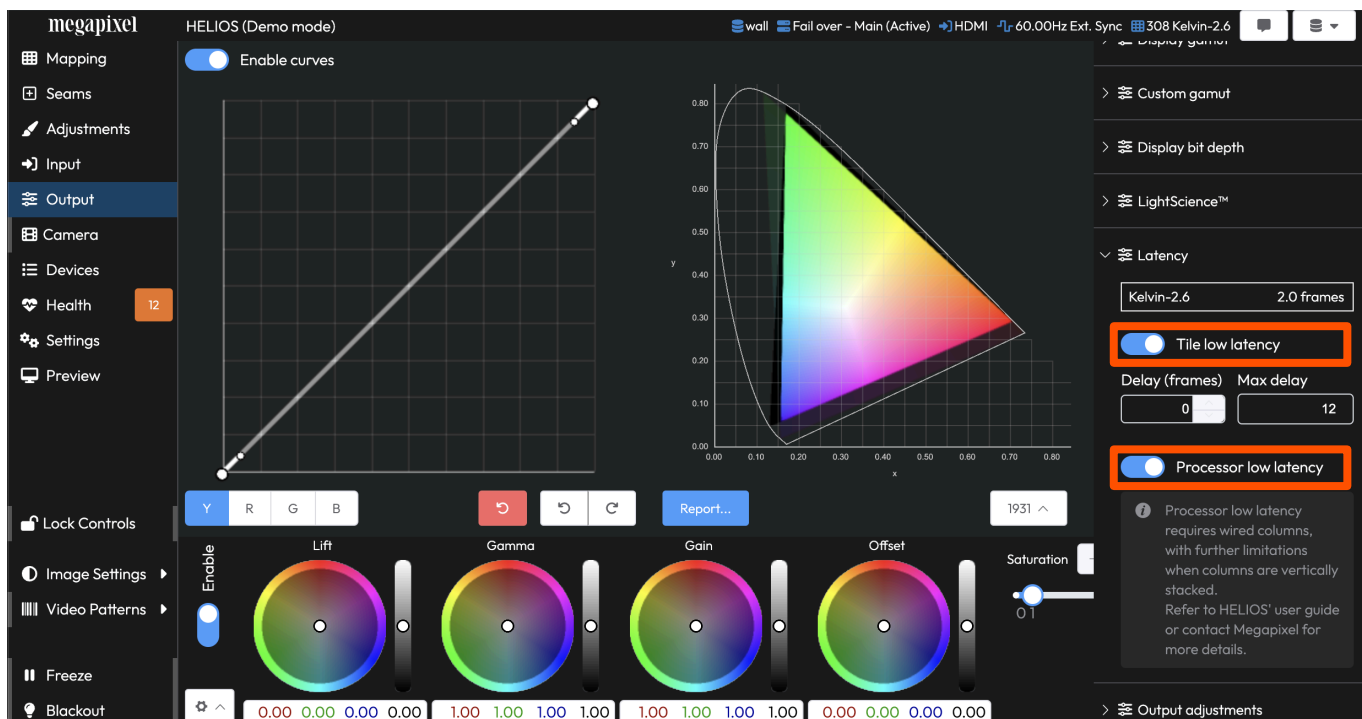 megapixel
HELIOS (Demo mode)
wall Fail over - Main (Active) HDMI 60.00Hz Ext. Sync 308 Kelvin-2.6
Mapping
Seams
Adjustments
Input
Output
Camera
Devices
Health 12
Settings
Preview
Lock Controls
Image Settings
Video Patterns
Freeze
Blackout
Enable curves
0.80
0.70
0.60
0.50
y
0.40
0.30
0.20
0.10
0.00
0.00 0.10 0.20 0.30 0.40 0.50 0.60 0.70 0.80
x
Y R G B
Report...
1931
Enable
Lift Gamma Gain Offset
Saturation
0 1
0.00 0.00 0.00 0.00 1.00 1.00 1.00 1.00 1.00 1.00 1.00 1.00 0.00 0.00 0.00 0.00
Display gamut
Custom gamut
Display bit depth
LightScience™
Latency
Kelvin-2.6 2.0 frames
Tile low latency
Delay (frames) Max delay
0 12
Processor low latency
Processor low latency
requires wired columns,
with further limitations
when columns are vertically
stacked.
Refer to HELIOS' user guide
or contact Megapixel for
more details.
Output adjustments